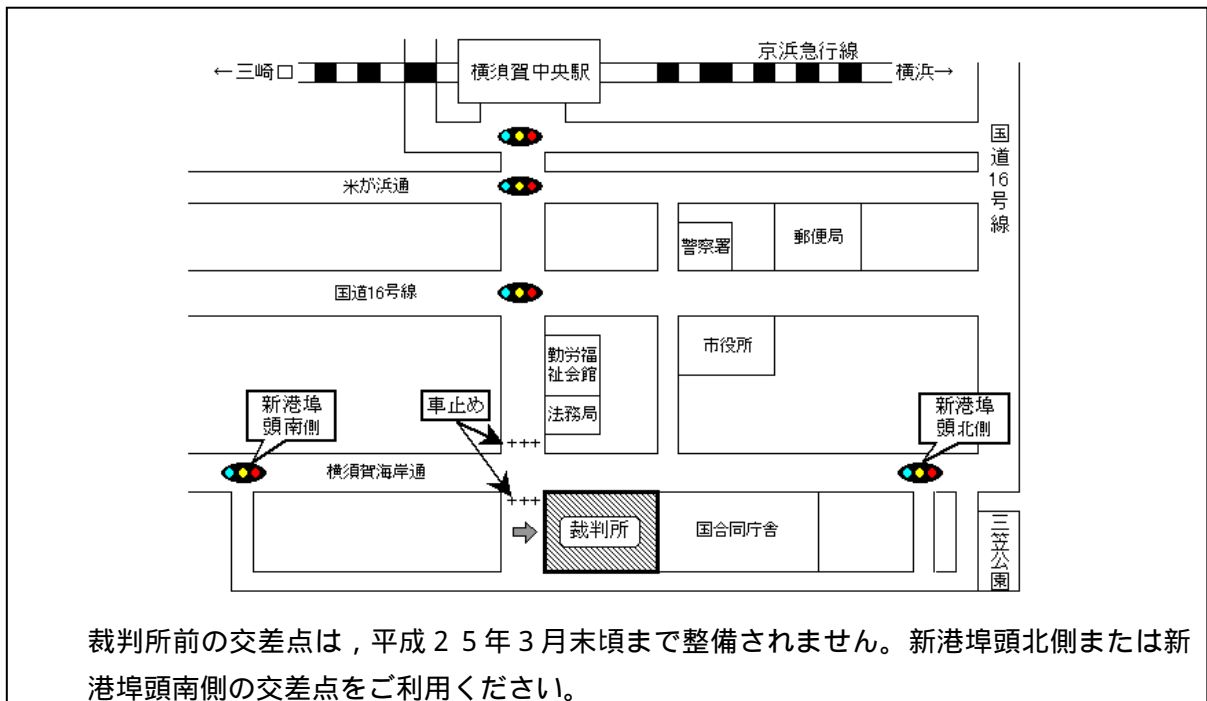 京浜急行線
←三崎口
横須賀中央駅
横浜→
国道16号線
米が浜通
警察署
郵便局
国道16号線
勤労福
祉会館
市役所
法務局
車止め
新港埠
頭南側
新港埠
頭北側
横須賀海岸通
裁判所
国合同庁舎
三笠公園
裁判所前の交差点は，平成２５年３月末頃まで整備されません。新港埠頭北側または新
港埠頭南側の交差点をご利用ください。